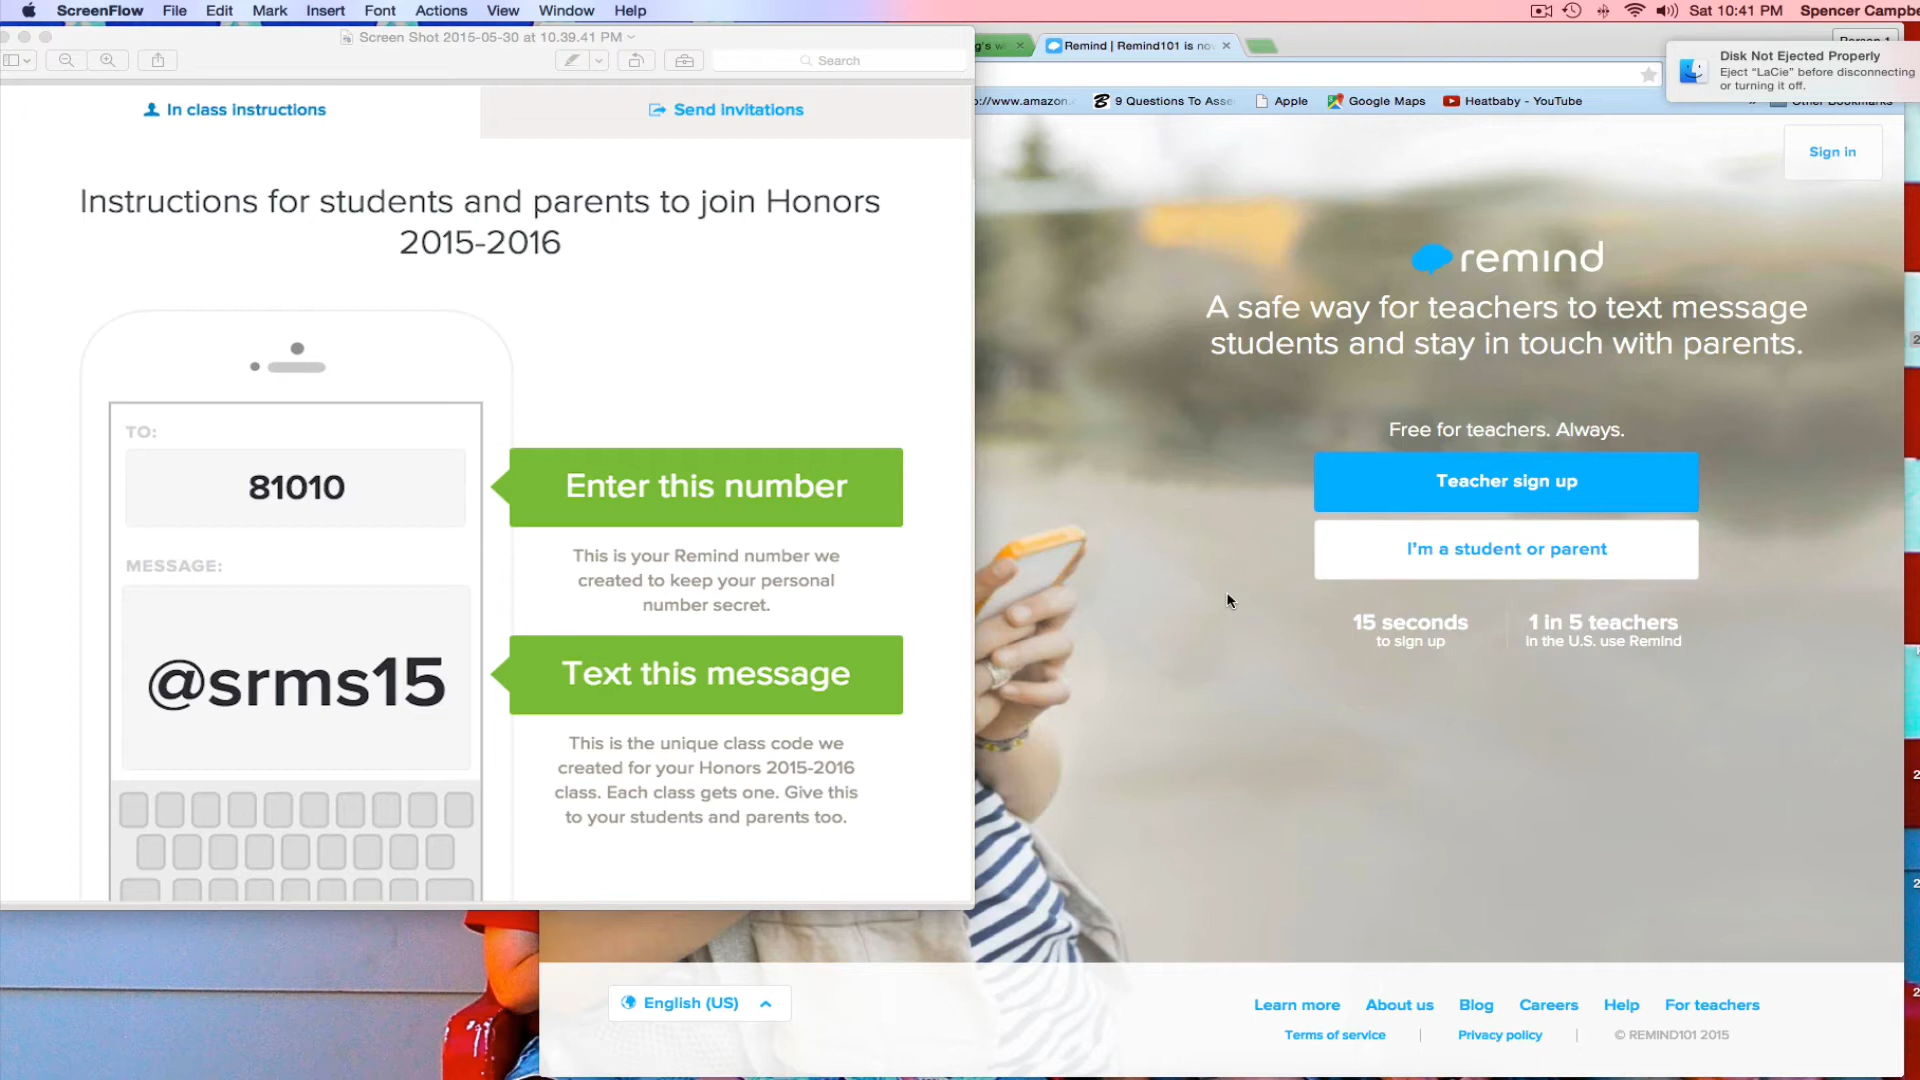 ScreenFlow File Edit Mark Insert Font Actions View Window Help Sat 10:41 PM Spencer
Screen Shot 2015-05-30 at 10.39.41 PM
Search
In class instructions
Send invitations
Instructions for students and parents to join Honors
2015-2016
TO:
81010
Enter this number
This is your Remind number we
created to keep your personal
number secret.
MESSAGE:
@srms15
Text this message
This is the unique class code we
created for your Honors 2015-2016
class. Each class gets one. Give this
to your students and parents too.
Remind | Remind101 is
Disk Not Ejected Properly
Eject “LaCie” before disconnecting
or turning it off.
://www.amazon. 9 Questions To Apple Google Maps Heatbaby - YouTube Other Bookmarks
Sign in
remind
A safe way for teachers to text message
students and stay in touch with parents.
Free for teachers. Always.
Teacher sign up
I'm a student or parent
15 seconds
to sign up
1 in 5 teachers
in the U.S. use Remind
English (US)
Learn more About us Blog Careers Help For teachers
Terms of service | Privacy policy | © REMIND101 2015